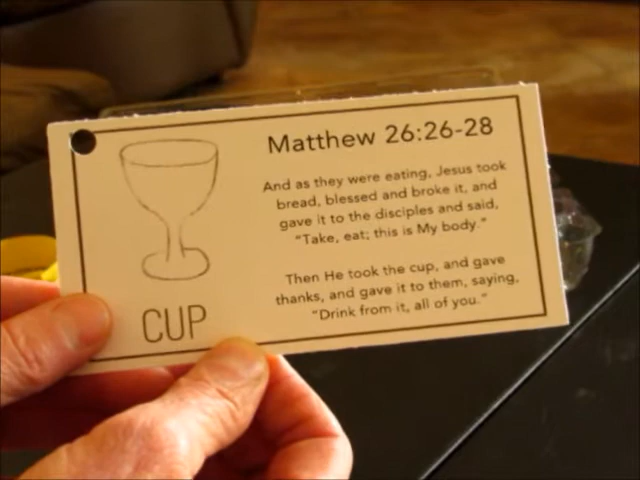 Matthew 26:26-28
And as they were eating, Jesus took
bread, blessed and broke it, and
gave it to the disciples and said,
"Take, eat; this is My body."
Then He took the cup, and gave
thanks, and gave it to them, saying,
"Drink from it, all of you."
CUP